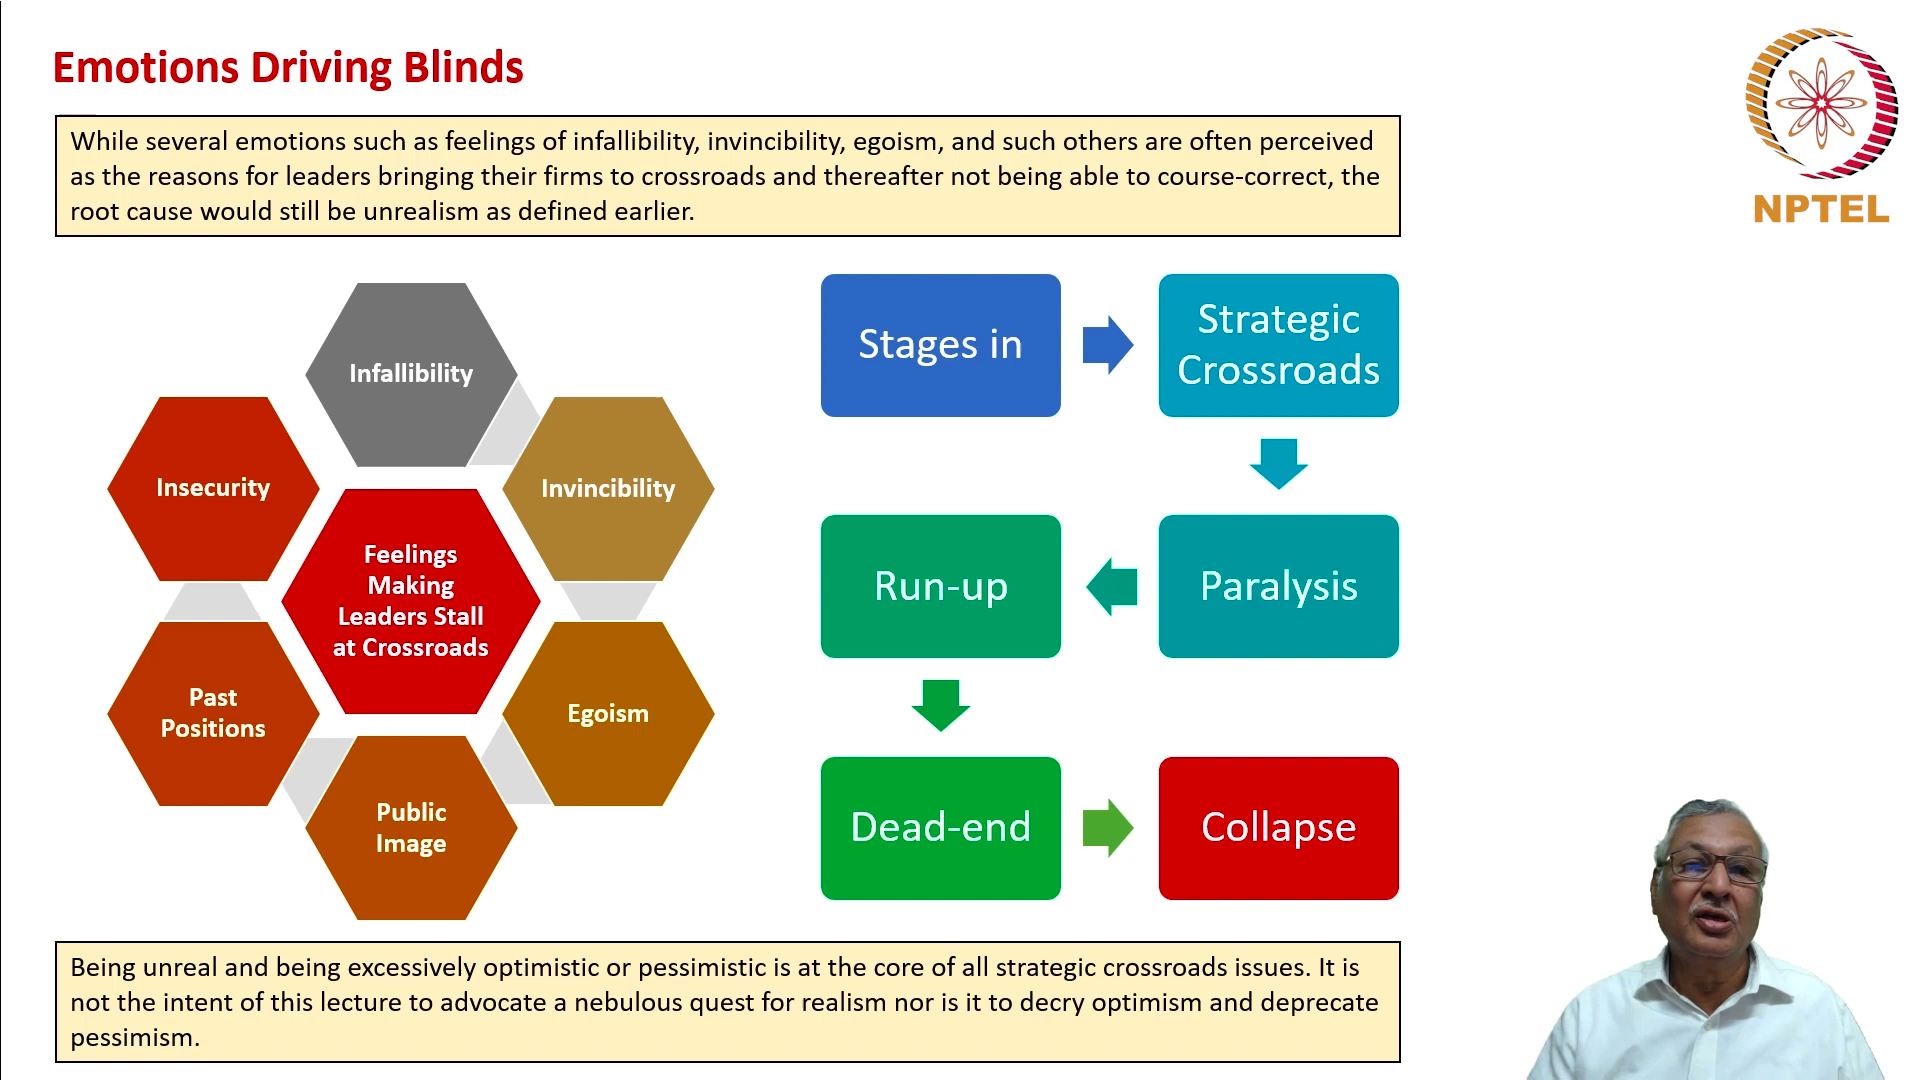 Emotions Driving Blinds
While several emotions such as feelings of infallibility, invincibility, egoism, and such others are often perceived
as the reasons for leaders bringing their firms to crossroads and thereafter not being able to course-correct, the
root cause would still be unrealism as defined earlier.
NPTEL
Infallibility
Invincibility
Egoism
Public
Image
Past
Positions
Insecurity
Feelings
Making
Leaders Stall
at Crossroads
Stages in
Strategic
Crossroads
Paralysis
Run-up
Dead-end
Collapse
Being unreal and being excessively optimistic or pessimistic is at the core of all strategic crossroads issues. It is
not the intent of this lecture to advocate a nebulous quest for realism nor is it to decry optimism and deprecate
pessimism.